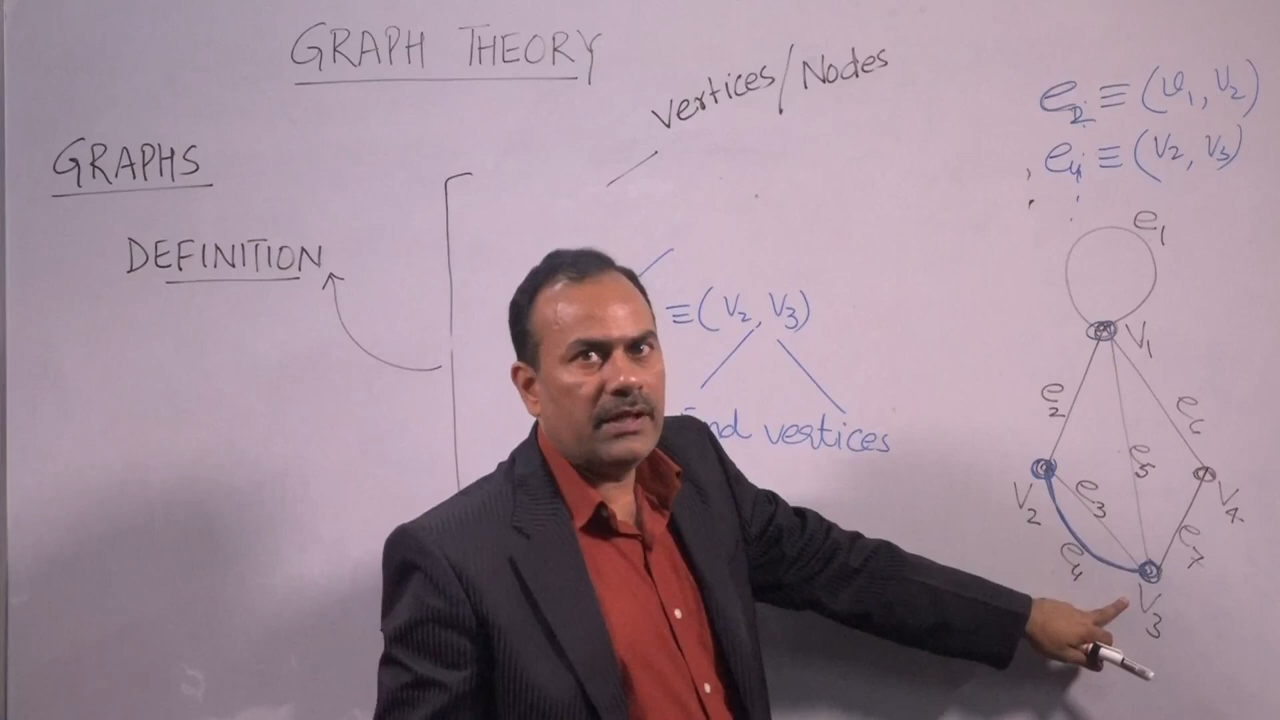 GRAPH THEORY
vertices/Nodes
GRAPHS
DEFINITION
≡(V2, V3)
vertices
e2 ≡ (v1, V2)
e4 ≡ (V2, V3)
e1
V1
e2
e6
e5
V2
e3
V4
e4
e7
V3